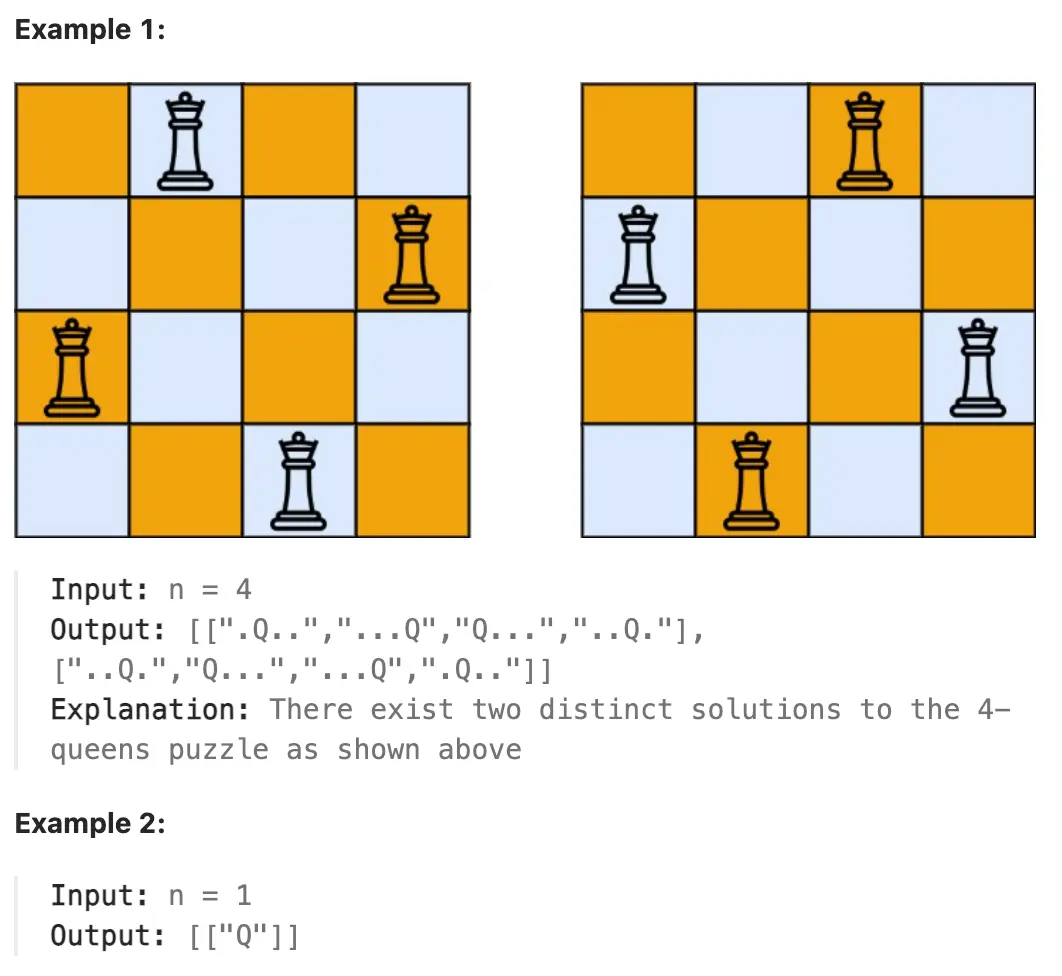 Example 1:
Input: n = 4
Output: [[".Q..","...Q","Q...","..Q."],
["..Q.","Q...","...Q",".Q.."]]
Explanation: There exist two distinct solutions to the 4-
queens puzzle as shown above
Example 2:
Input: n = 1
Output: [["Q"]]